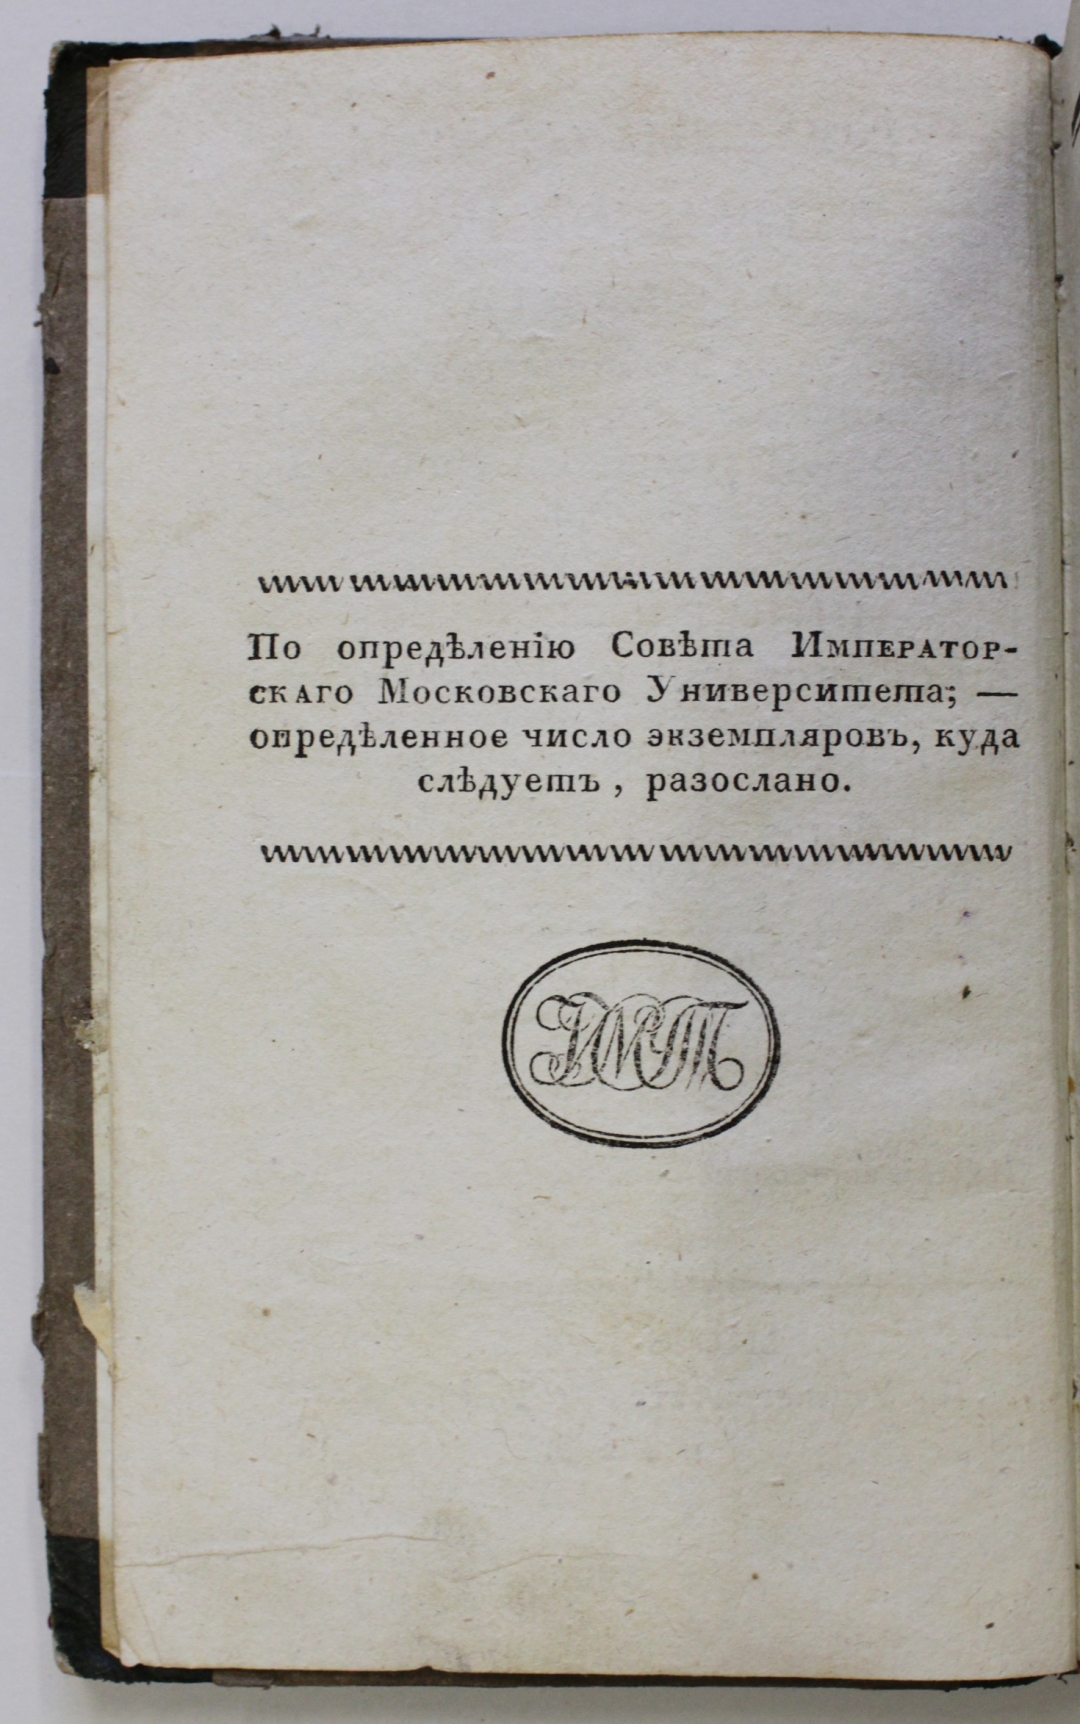 По опредѣленію Совѣта Император-
скаго Московскаго Университета; —
опредѣленное число экземпляровъ, куда
слѣдуетъ, разослано.